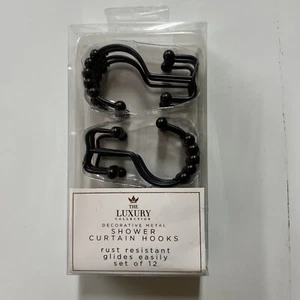 THE
LUXURY
COLLECTION
DECORATIVE METAL
SHOWER
CURTAIN HOOKS
rust resistant
glides easily
set of 12